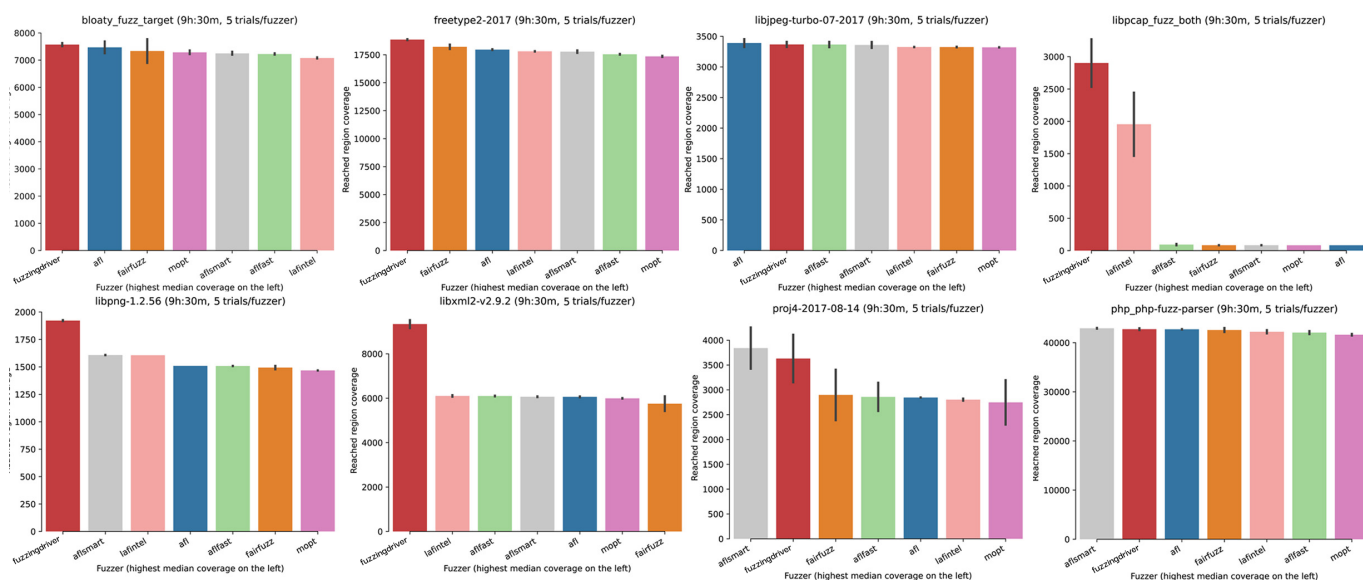 bloaty_fuzz_target (9h:30m, 5 trials/fuzzer)
8000
7000
6000
5000
4000
3000
2000
1000
0
fuzzingdriver
afl
fairfuzz
mopt
aflsmart
aflfast
lafintel
Fuzzer (highest median coverage on the left)
freetype2-2017 (9h:30m, 5 trials/fuzzer)
Reached region coverage
17500
15000
12500
10000
7500
5000
2500
0
fuzzingdriver
fairfuzz
afl
lafintel
aflsmart
aflfast
mopt
Fuzzer (highest median coverage on the left)
libjpeg-turbo-07-2017 (9h:30m, 5 trials/fuzzer)
Reached region coverage
3500
3000
2500
2000
1500
1000
500
0
afl
fuzzingdriver
aflfast
aflsmart
lafintel
fairfuzz
mopt
Fuzzer (highest median coverage on the left)
libpcap_fuzz_both (9h:30m, 5 trials/fuzzer)
Reached region coverage
3000
2500
2000
1500
1000
500
0
fuzzingdriver
lafintel
aflfast
fairfuzz
aflsmart
mopt
afl
Fuzzer (highest median coverage on the left)
libpng-1.2.56 (9h:30m, 5 trials/fuzzer)
2000
1750
1500
1250
1000
750
500
250
0
fuzzingdriver
aflsmart
lafintel
afl
aflfast
fairfuzz
mopt
Fuzzer (highest median coverage on the left)
libxml2-v2.9.2 (9h:30m, 5 trials/fuzzer)
Reached region coverage
8000
6000
4000
2000
0
fuzzingdriver
lafintel
aflfast
aflsmart
afl
mopt
fairfuzz
Fuzzer (highest median coverage on the left)
proj4-2017-08-14 (9h:30m, 5 trials/fuzzer)
Reached region coverage
4000
3500
3000
2500
2000
1500
1000
500
0
aflsmart
fuzzingdriver
fairfuzz
aflfast
afl
lafintel
mopt
Fuzzer (highest median coverage on the left)
php_php-fuzz-parser (9h:30m, 5 trials/fuzzer)
Reached region coverage
40000
30000
20000
10000
0
aflsmart
fuzzingdriver
afl
fairfuzz
lafintel
aflfast
mopt
Fuzzer (highest median coverage on the left)